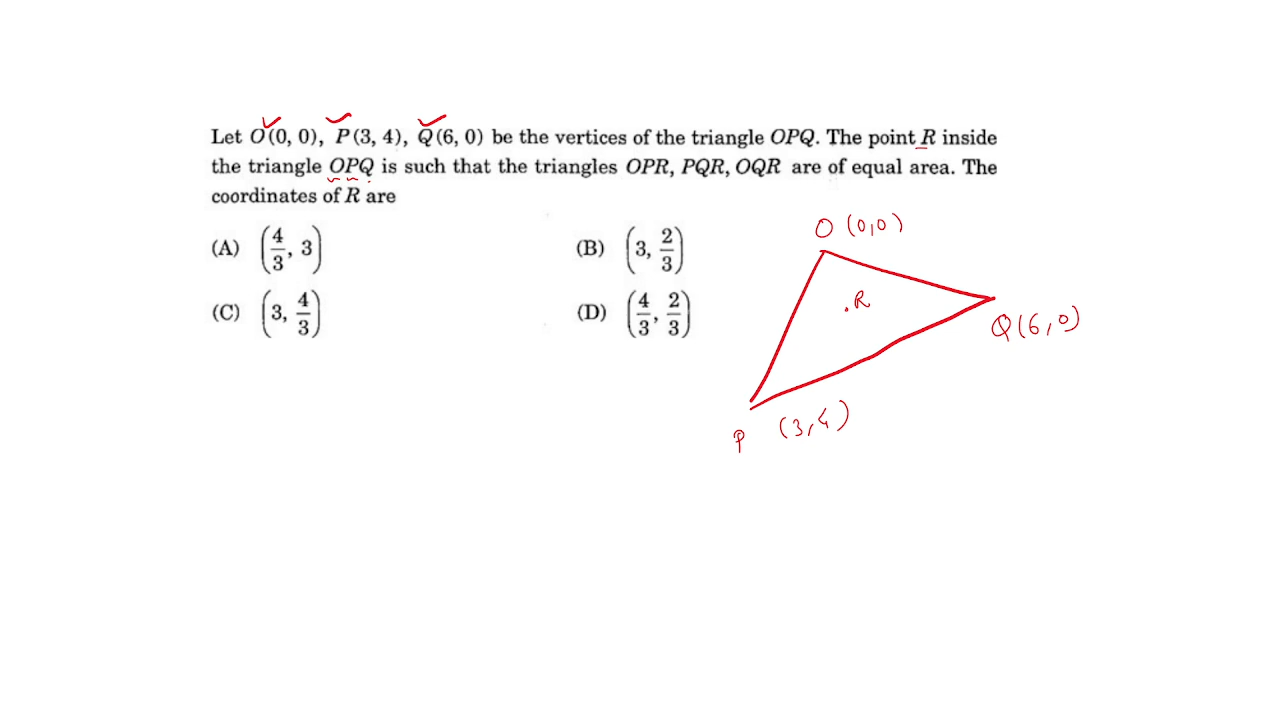 Let O(0, 0), P(3, 4), Q(6, 0) be the vertices of the triangle OPQ. The point R inside
the triangle OPQ is such that the triangles OPR, PQR, OQR are of equal area. The
coordinates of R are
(A) (4/3, 3)
(B) (3, 2/3)
(C) (3, 4/3)
(D) (4/3, 2/3)
O (0,0)
.R
Q(6,0)
P (3,4)